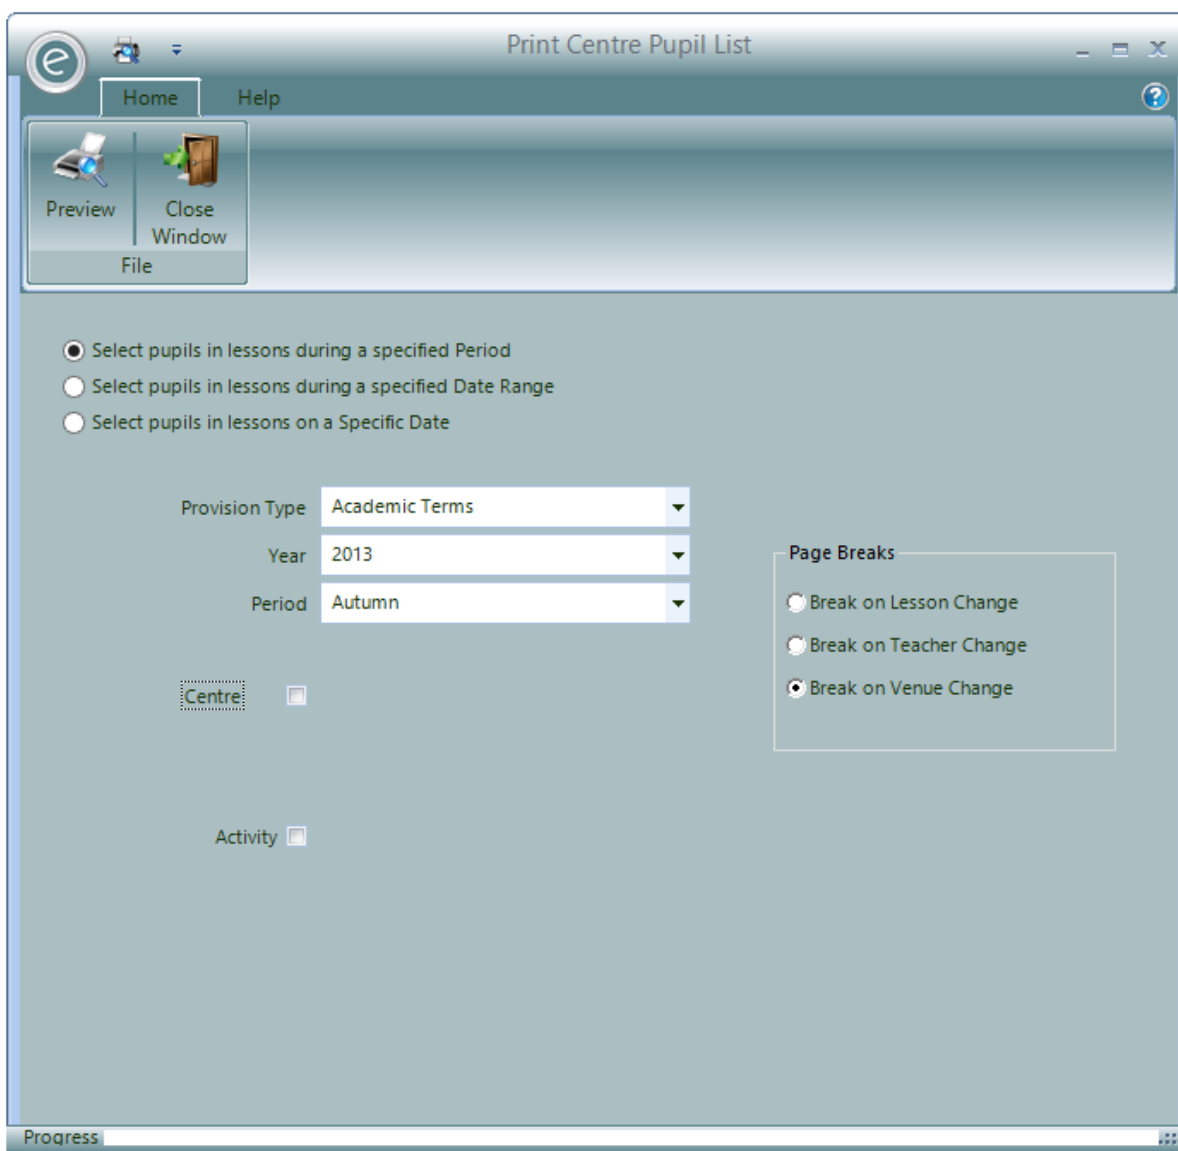 e
Print Centre Pupil List
Home Help
Preview
Close
Window
File
Select pupils in lessons during a specified Period
Select pupils in lessons during a specified Date Range
Select pupils in lessons on a Specific Date
Provision Type Academic Terms
Year 2013
Period Autumn
Centre
Activity
Page Breaks
Break on Lesson Change
Break on Teacher Change
Break on Venue Change
Progress